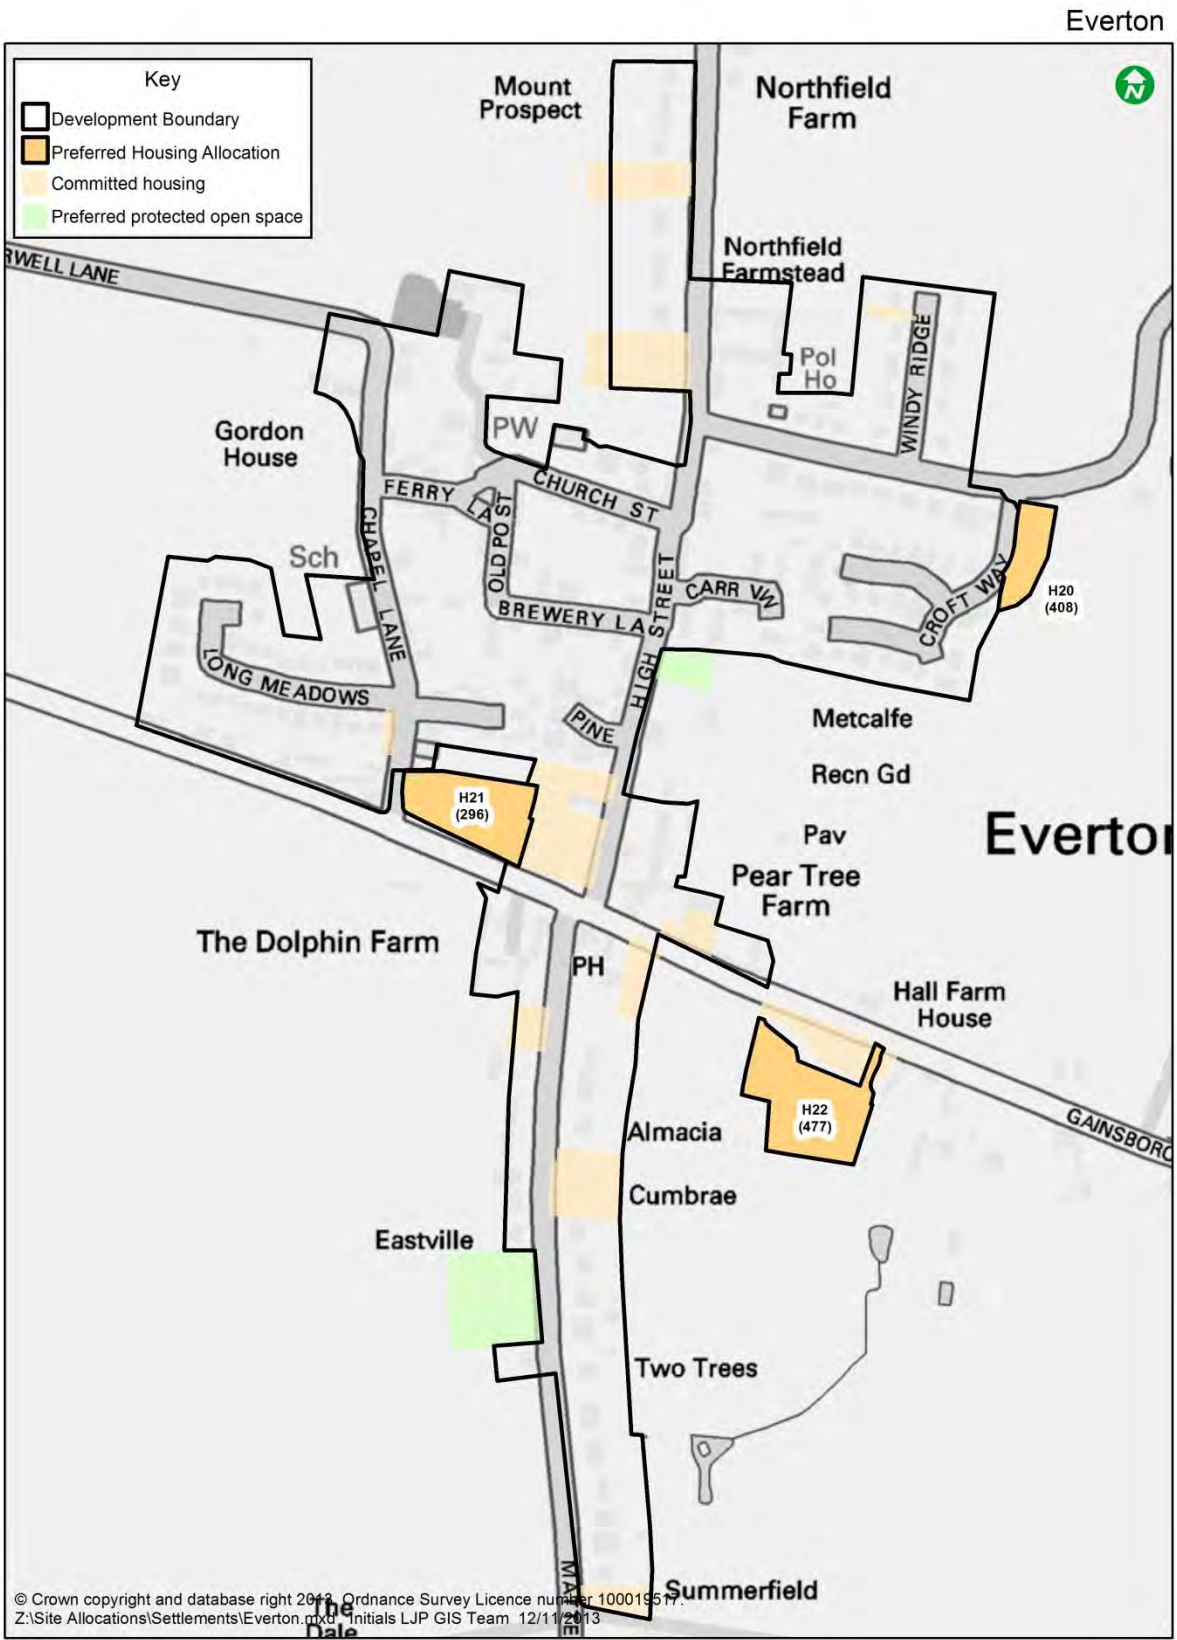 Everton
Key
Development Boundary
Preferred Housing Allocation
Committed housing
Preferred protected open space
N
Mount
Prospect
Northfield
Farm
Northfield
Farmstead
RWELL LANE
Pol
Ho
WINDY RIDGE
Gordon
House
PW
FERRY LA
CHURCH ST
OLD POST
CHAPEL LANE
Sch
BREWERY LA
HIGH STREET
CARR VW
CROFT WAY
H20
(408)
LONG MEADOWS
PINE
Metcalfe
Recn Gd
H21
(296)
Pav
Everton
Pear Tree
Farm
The Dolphin Farm
PH
Hall Farm
House
H22
(477)
GAINSBORO
Almacia
Cumbrae
Eastville
Two Trees
Summerfield
The
Dale
© Crown copyright and database right 2013. Ordnance Survey Licence number 100019517.
Z:\Site Allocations\Settlements\Everton.mxd Initials LJP GIS Team 12/11/2013